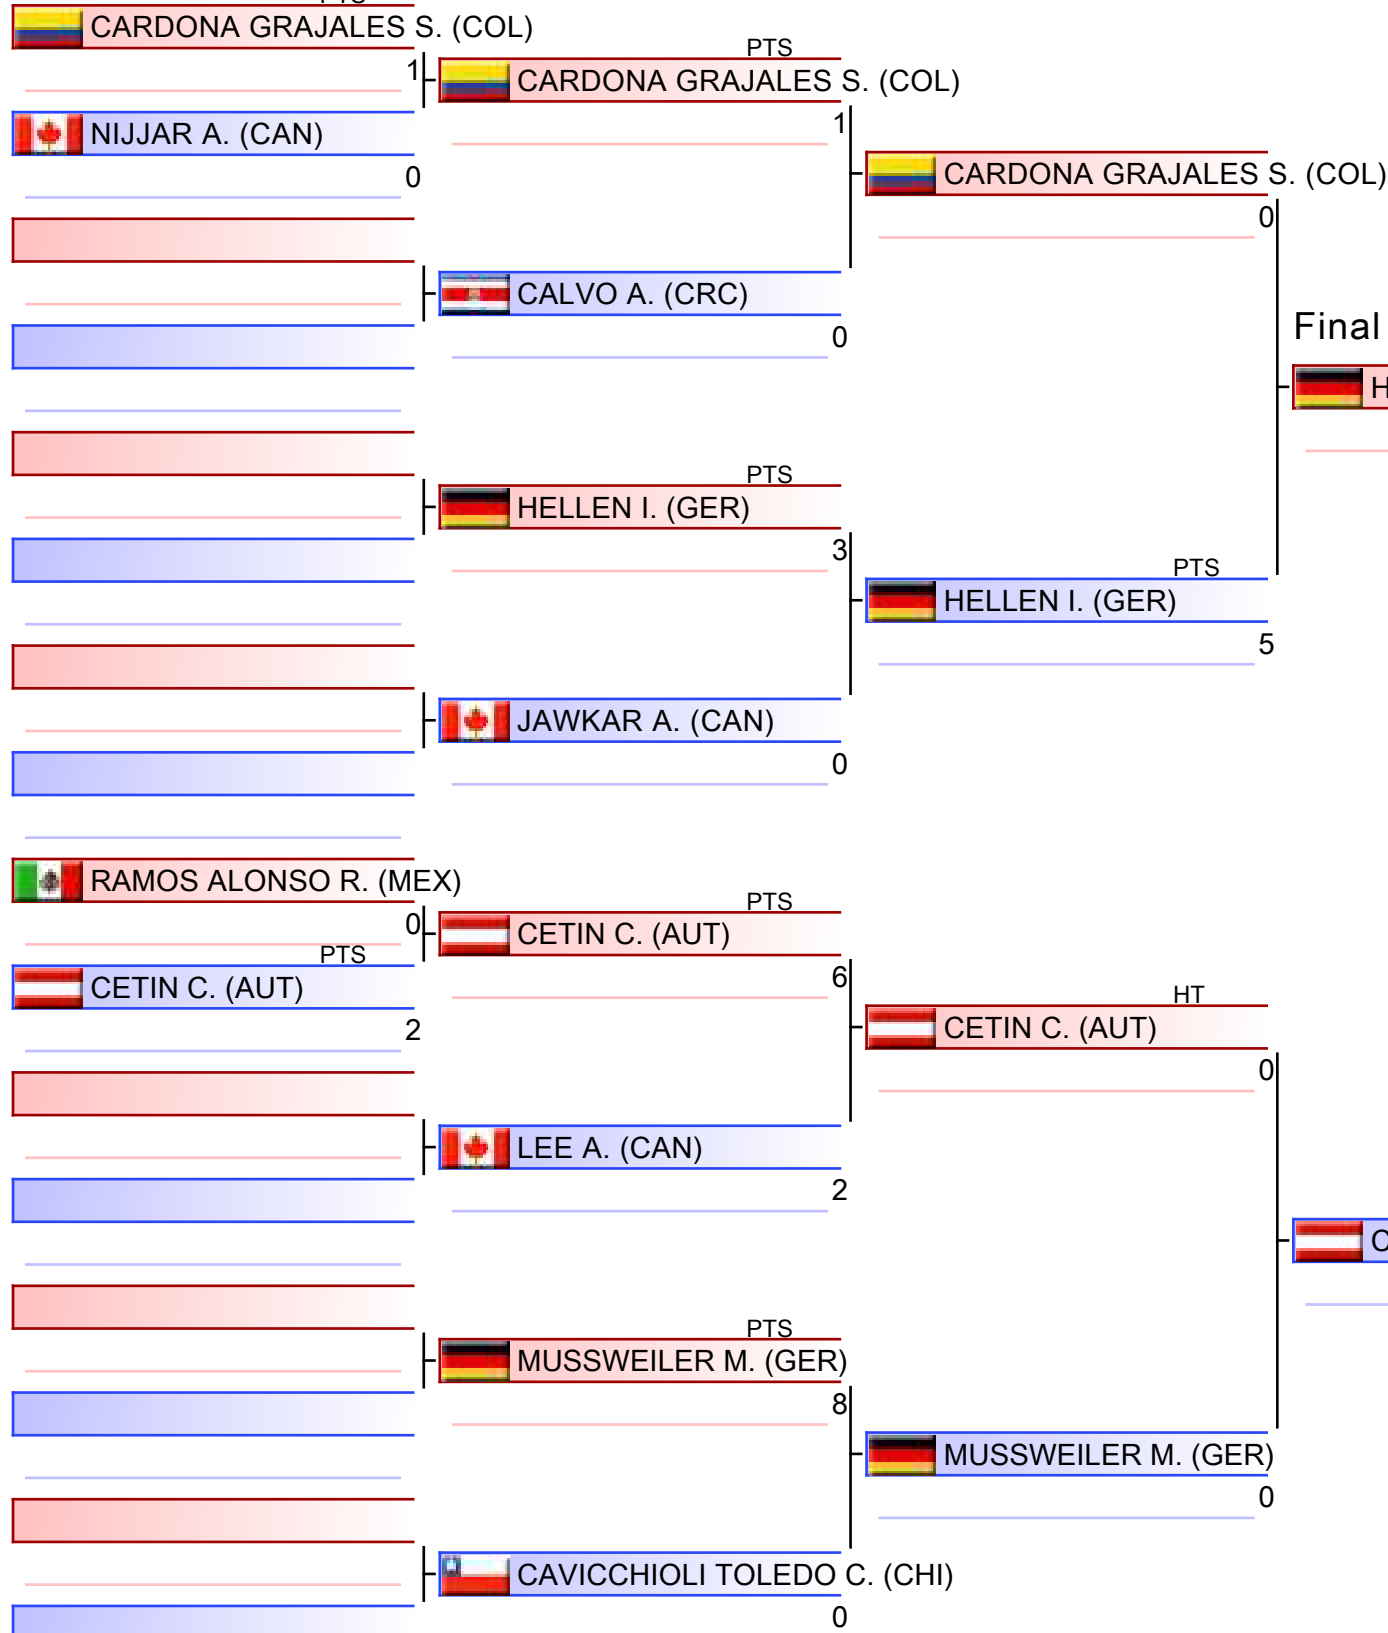 PTS
CARDONA GRAJALES S. (COL)
1
NIJJAR A. (CAN)
0
RAMOS ALONSO R. (MEX)
0
PTS
CETIN C. (AUT)
2
PTS
CARDONA GRAJALES S. (COL)
1
CALVO A. (CRC)
0
PTS
HELLEN I. (GER)
3
JAWKAR A. (CAN)
0
PTS
CETIN C. (AUT)
6
LEE A. (CAN)
2
PTS
MUSSWEILER M. (GER)
8
CAVICCHIOLI TOLEDO C. (CHI)
0
CARDONA GRAJALES S. (COL)
0
PTS
HELLEN I. (GER)
5
HT
CETIN C. (AUT)
0
MUSSWEILER M. (GER)
0
Final
H